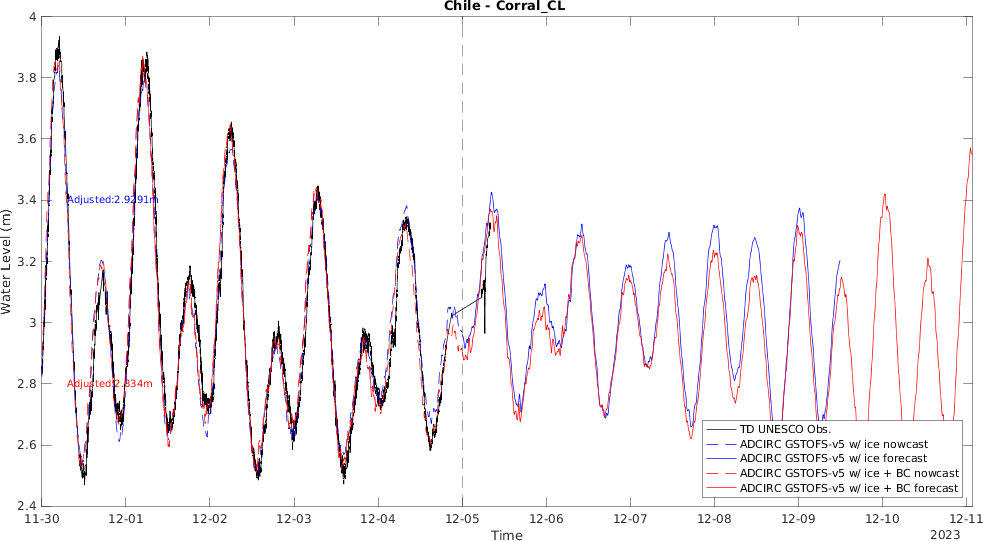 Chile - Corral_CL
Water Level (m)
4
3.8
3.6
3.4
3.2
3
2.8
2.6
2.4
Adjusted:2.9291m
Adjusted:2.834m
TD UNESCO Obs.
ADCIRC GSTOFS-v5 w/ ice nowcast
ADCIRC GSTOFS-v5 w/ ice forecast
ADCIRC GSTOFS-v5 w/ ice + BC nowcast
ADCIRC GSTOFS-v5 w/ ice + BC forecast
11-30 12-01 12-02 12-03 12-04 12-05 12-06 12-07 12-08 12-09 12-10 12-11
Time
2023